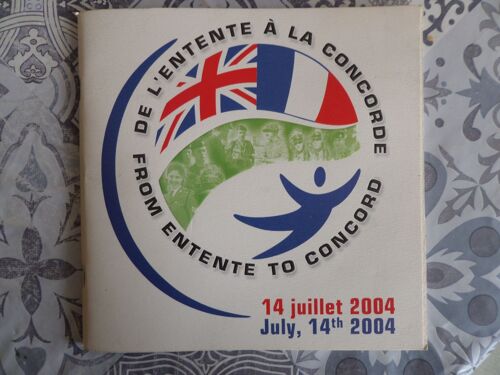 DE L'ENTENTE À LA CONCORDE
FROM ENTENTE TO CONCORD
14 juillet 2004
July, 14th 2004